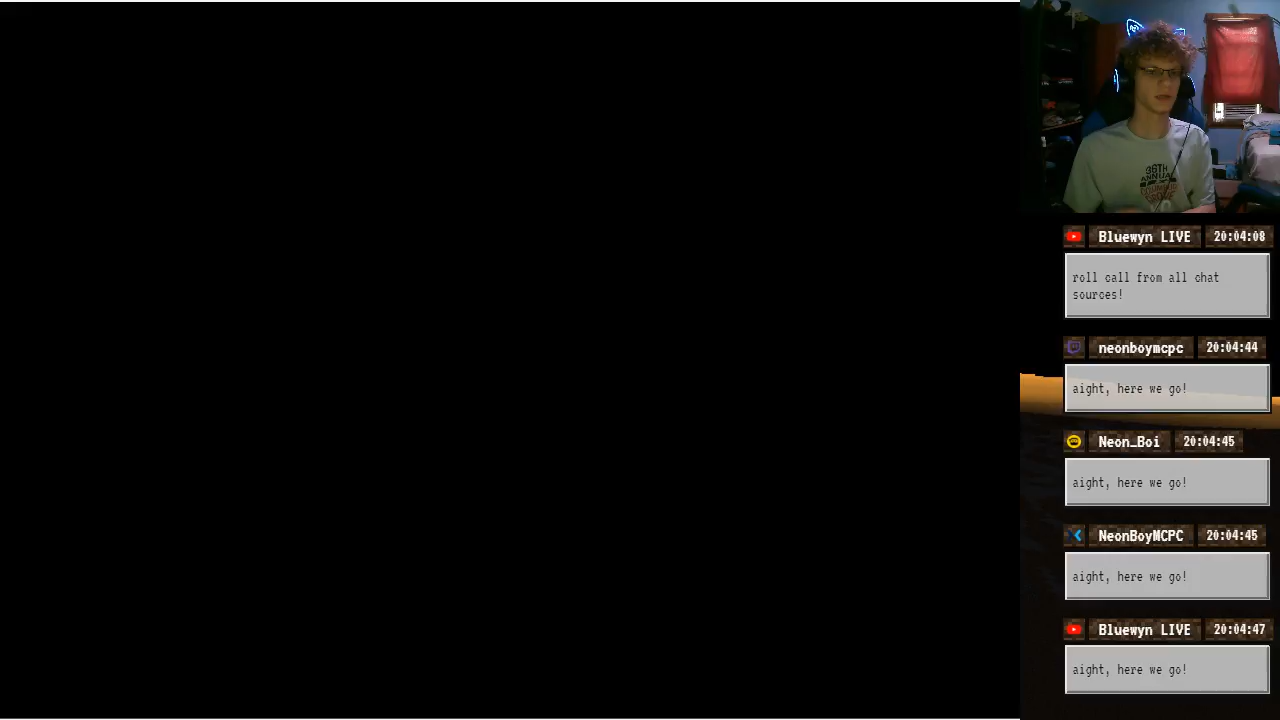 36TH
ANNUAL
Bluewyn LIVE 20:04:08
roll call from all chat
sources!
neonboymcpc 20:04:44
aight, here we go!
Neon_Boi 20:04:45
aight, here we go!
NeonBoyMCPC 20:04:45
aight, here we go!
Bluewyn LIVE 20:04:47
aight, here we go!